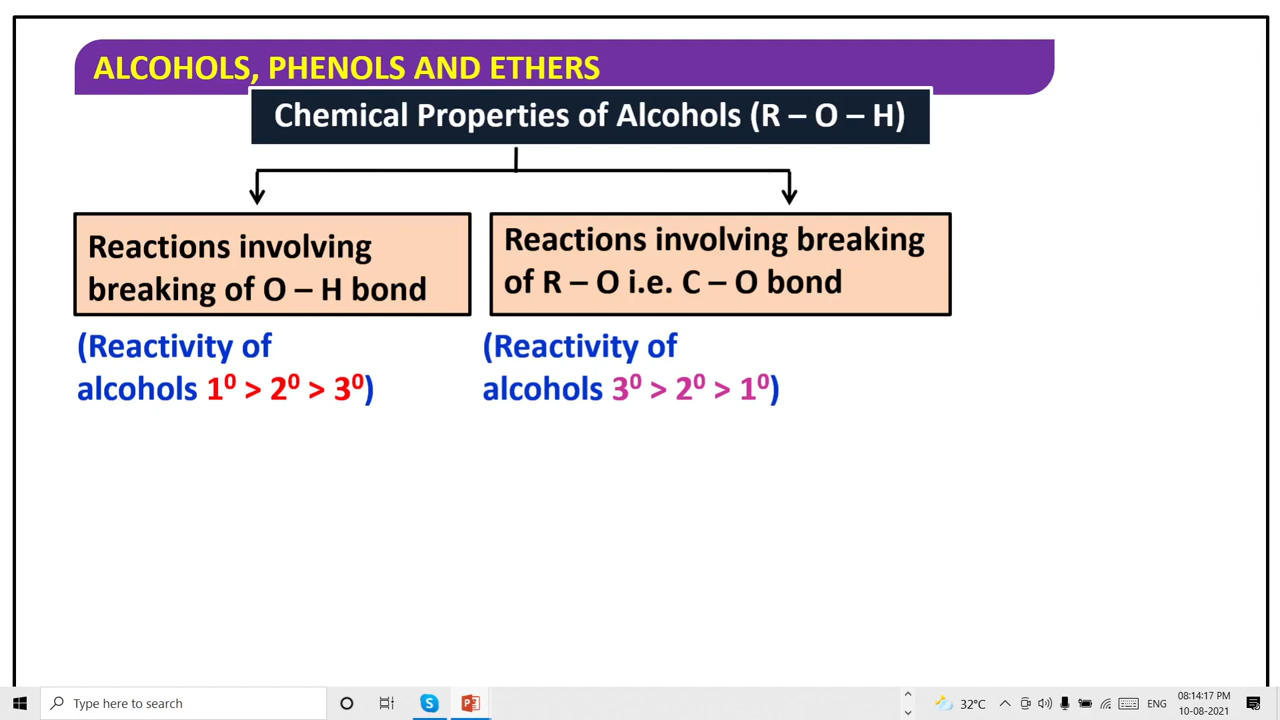 ALCOHOLS, PHENOLS AND ETHERS
Chemical Properties of Alcohols (R – O – H)
Reactions involving
breaking of O – H bond
Reactions involving breaking
of R – O i.e. C – O bond
(Reactivity of
alcohols 1⁰ > 2⁰ > 3⁰)
(Reactivity of
alcohols 3⁰ > 2⁰ > 1⁰)
Type here to search
32°C
ENG
08:14:17 PM
10-08-2021